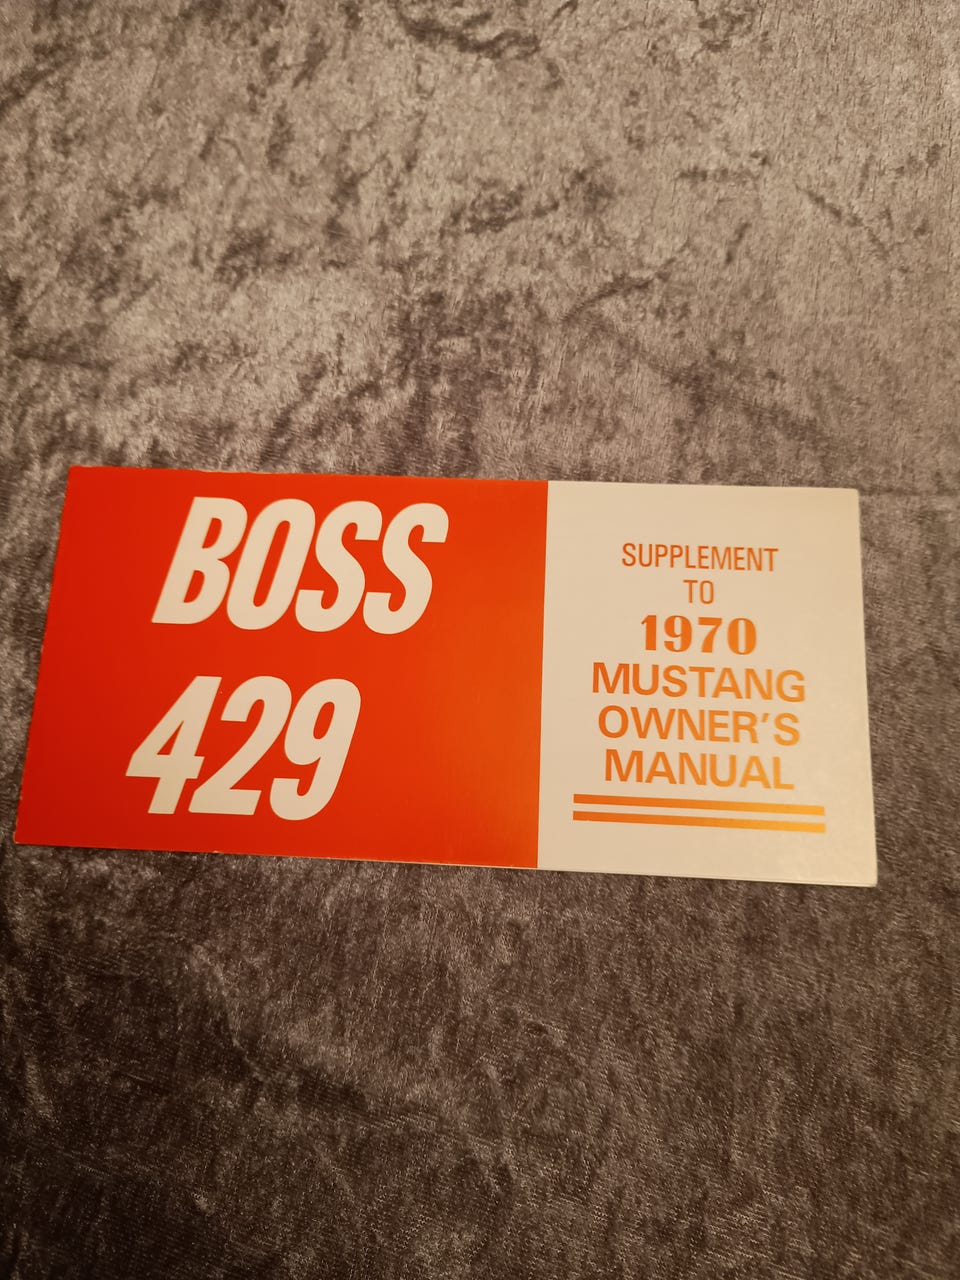 BOSS
429
SUPPLEMENT
TO
1970
MUSTANG
OWNER'S
MANUAL